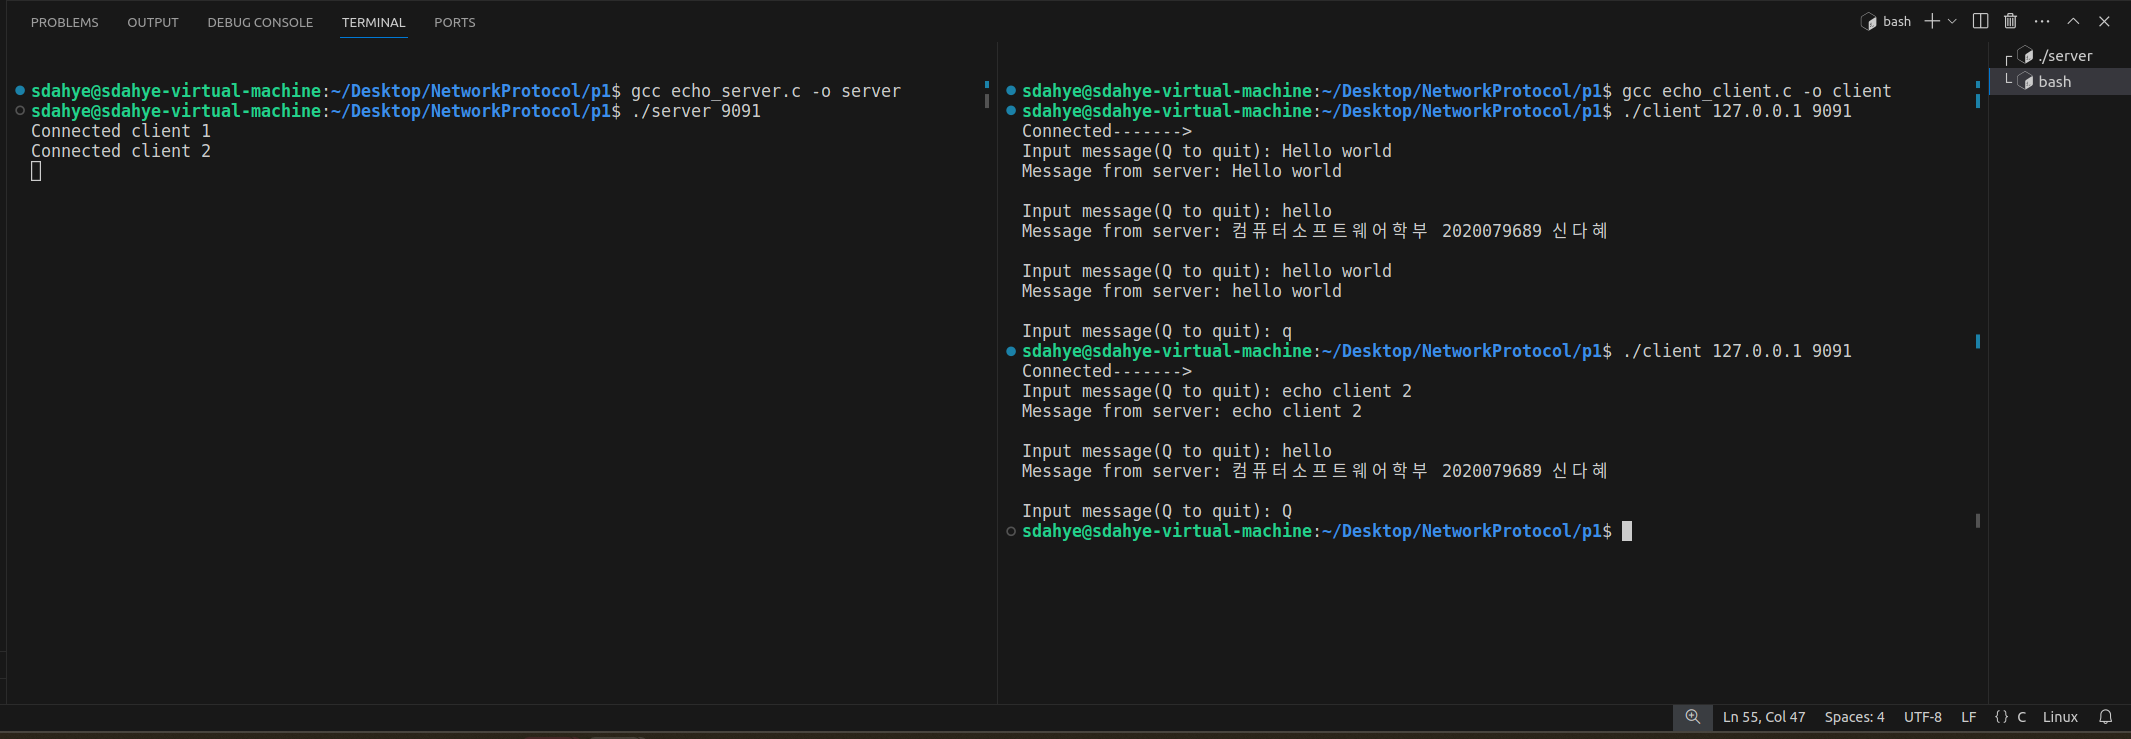 PROBLEMS OUTPUT DEBUG CONSOLE TERMINAL PORTS
bash
sdahye@sdahye-virtual-machine:~/Desktop/NetworkProtocol/p1$ gcc echo_server.c -o server
sdahye@sdahye-virtual-machine:~/Desktop/NetworkProtocol/p1$ ./server 9091
Connected client 1
Connected client 2
sdahye@sdahye-virtual-machine:~/Desktop/NetworkProtocol/p1$ gcc echo_client.c -o client
sdahye@sdahye-virtual-machine:~/Desktop/NetworkProtocol/p1$ ./client 127.0.0.1 9091
Connected------->
Input message(Q to quit): Hello world
Message from server: Hello world
Input message(Q to quit): hello
Message from server: 컴퓨터소프트웨어학부 2020079689 신다혜
Input message(Q to quit): hello world
Message from server: hello world
Input message(Q to quit): q
sdahye@sdahye-virtual-machine:~/Desktop/NetworkProtocol/p1$ ./client 127.0.0.1 9091
Connected------->
Input message(Q to quit): echo client 2
Message from server: echo client 2
Input message(Q to quit): hello
Message from server: 컴퓨터소프트웨어학부 2020079689 신다혜
Input message(Q to quit): Q
sdahye@sdahye-virtual-machine:~/Desktop/NetworkProtocol/p1$
./server
bash
Ln 55, Col 47 Spaces: 4 UTF-8 LF {} C Linux